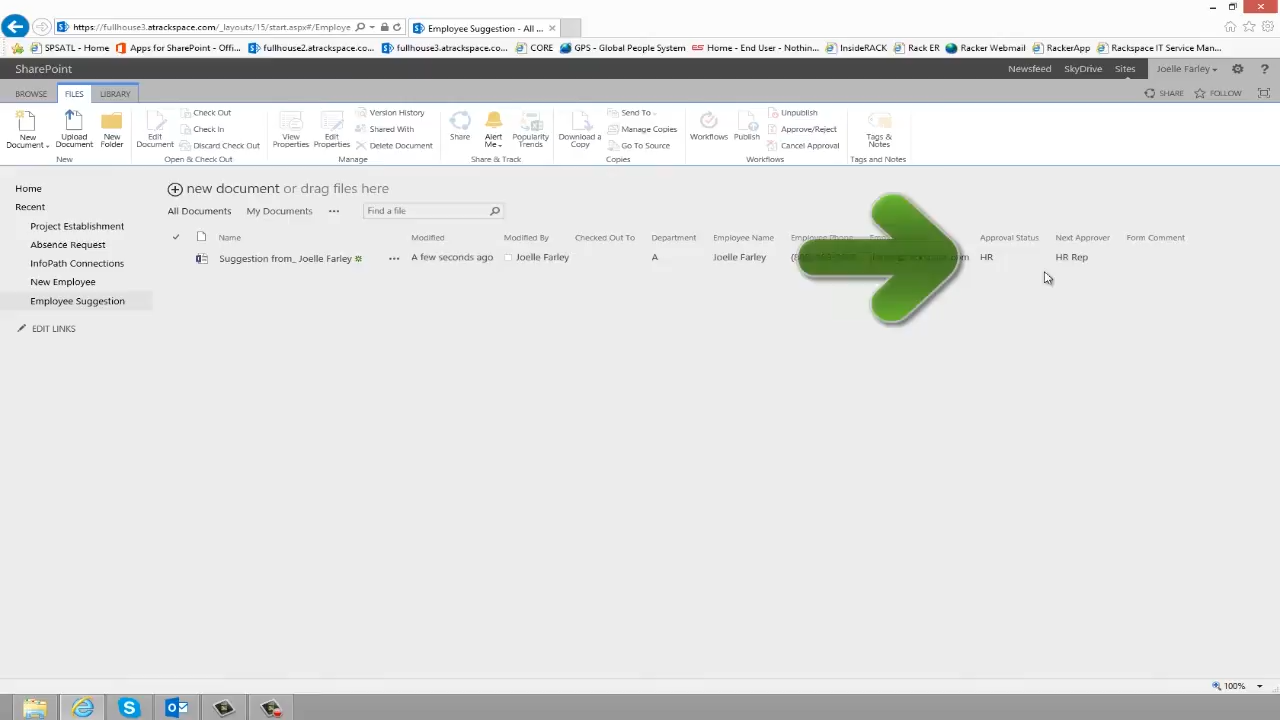 https://fullhouse3.atrackspace.com/_layouts/15/start.aspx#/Employe
Employee Suggestion - All ...
SPSATL - Home
Apps for SharePoint - Offi...
fullhouse2.atrackspace.co...
fullhouse3.atrackspace.co...
CORE
GPS - Global People System
Home - End User - Nothin...
InsideRACK
Rack ER
Racker Webmail
RackerApp
Rackspace IT Service Man...
SharePoint
Newsfeed
SkyDrive
Sites
Joelle Farley
?
BROWSE
FILES
LIBRARY
SHARE
FOLLOW
New Document
Upload Document
New Folder
New
Edit Document
Check Out
Check In
Discard Check Out
Open & Check Out
View Properties
Edit Properties
Version History
Shared With
Delete Document
Manage
Share
Alert Me
Popularity Trends
Share & Track
Download a Copy
Send To
Manage Copies
Go To Source
Copies
Workflows
Publish
Unpublish
Approve/Reject
Cancel Approval
Workflows
Tags & Notes
Tags and Notes
Home
Recent
Project Establishment
Absence Request
InfoPath Connections
New Employee
Employee Suggestion
EDIT LINKS
new document or drag files here
All Documents
My Documents
...
Find a file
Name
Modified
Modified By
Checked Out To
Department
Employee Name
Employee Phone
Approval Status
Next Approver
Form Comment
Suggestion from_ Joelle Farley
...
A few seconds ago
Joelle Farley
A
Joelle Farley
HR
HR Rep
100%